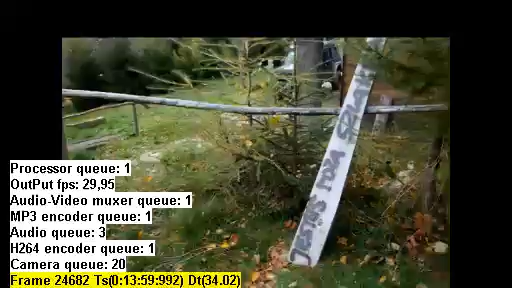 Processor queue: 1
OutPut fps: 29,95
Audio-Video muxer queue: 1
MP3 encoder queue: 1
Audio queue: 3
H264 encoder queue: 1
Camera queue: 20
Frame 24682 Ts(0:13:59:992) Dt(34.02)